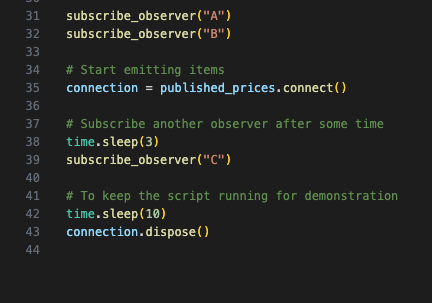 31 subscribe_observer("A")
32 subscribe_observer("B")
33
34 # Start emitting items
35 connection = published_prices.connect()
36
37 # Subscribe another observer after some time
38 time.sleep(3)
39 subscribe_observer("C")
40
41 # To keep the script running for demonstration
42 time.sleep(10)
43 connection.dispose()
44